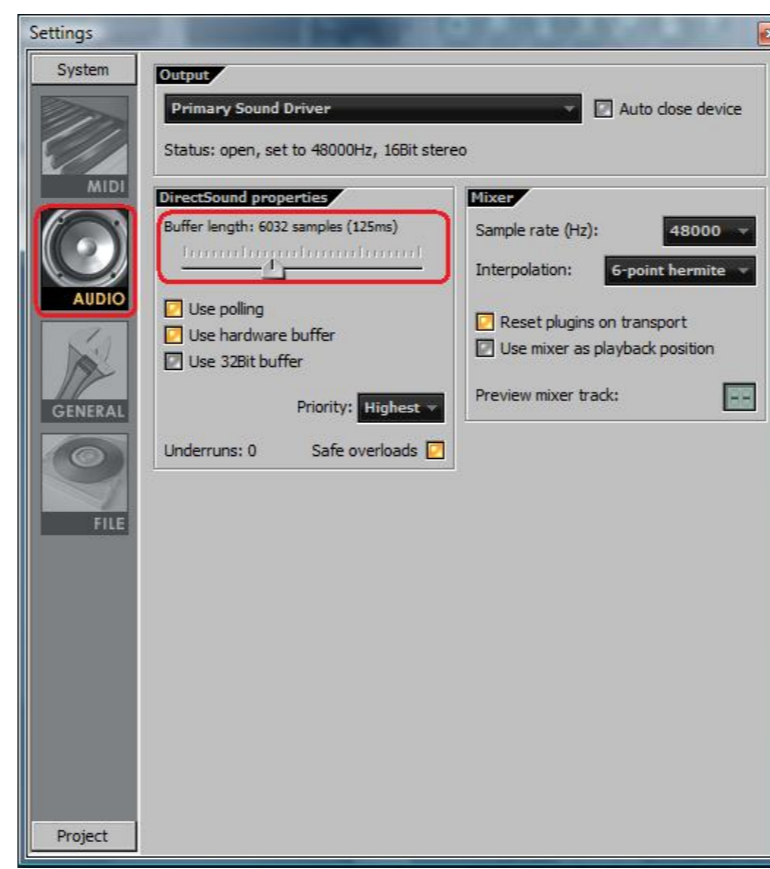 Settings
System
MIDI
AUDIO
GENERAL
FILE
Project
Output
Primary Sound Driver
Auto close device
Status: open, set to 48000Hz, 16Bit stereo
DirectSound properties
Buffer length: 6032 samples (125ms)
Use polling
Use hardware buffer
Use 32Bit buffer
Priority: Highest
Underruns: 0 Safe overloads
Mixer
Sample rate (Hz): 48000
Interpolation: 6-point hermite
Reset plugins on transport
Use mixer as playback position
Preview mixer track: --